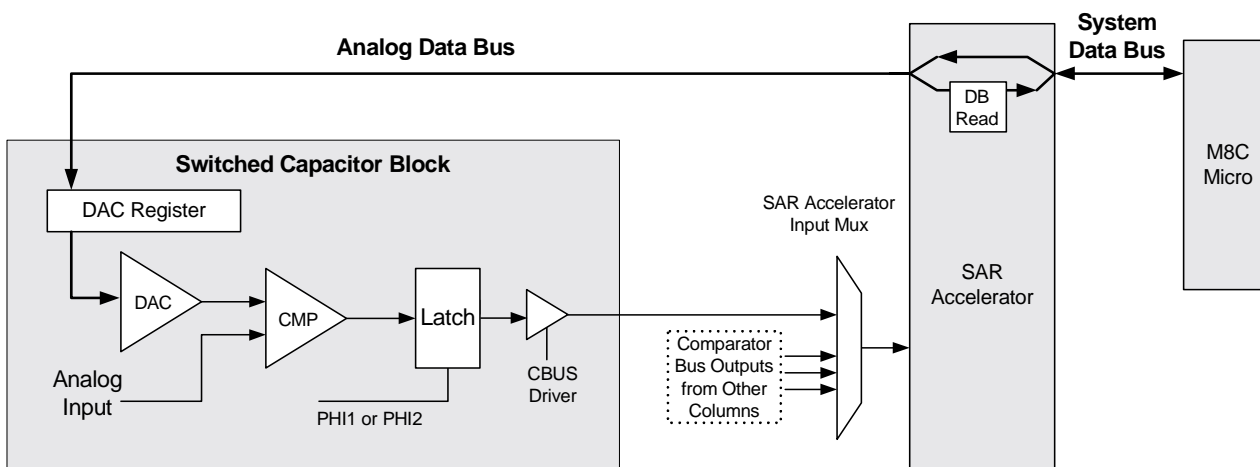 Analog Data Bus
System
Data Bus
DB
Read
M8C
Micro
Switched Capacitor Block
DAC Register
SAR Accelerator
Input Mux
SAR
Accelerator
DAC
CMP
Latch
CBUS
Driver
Analog
Input
PHI1 or PHI2
Comparator
Bus Outputs
from Other
Columns